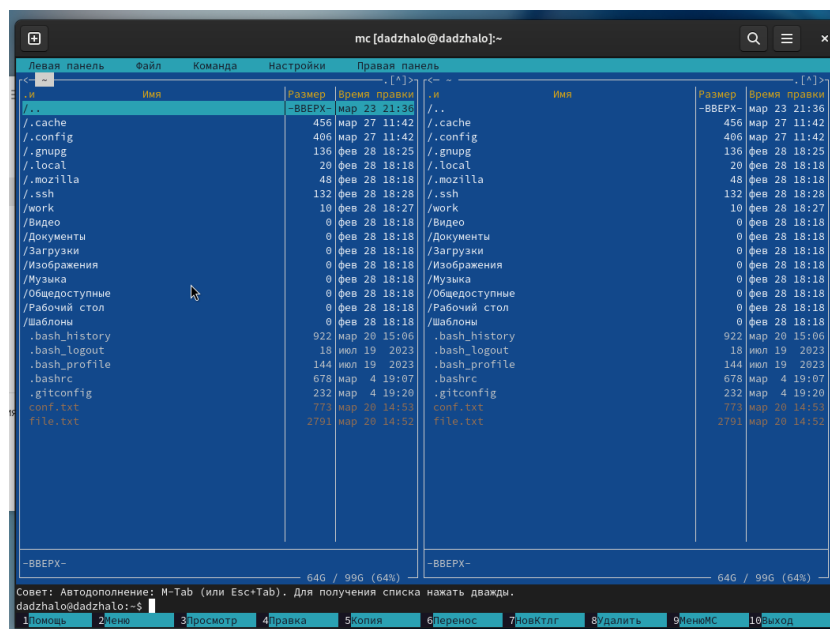 mc [dadzhalo@dadzhalo]:~
Левая панель Файл Команда Настройки Правая панель
<— ~ .[^]> <— ~ .[^]>
.и Имя Размер Время правки .и Имя Размер Время правки
/.. -ВВЕРХ- мар 23 21:36 /.. -ВВЕРХ- мар 23 21:36
/.cache 456 мар 27 11:42 /.cache 456 мар 27 11:42
/.config 406 мар 27 11:42 /.config 406 мар 27 11:42
/.gnupg 136 фев 28 18:25 /.gnupg 136 фев 28 18:25
/.local 20 фев 28 18:18 /.local 20 фев 28 18:18
/.mozilla 48 фев 28 18:18 /.mozilla 48 фев 28 18:18
/.ssh 132 фев 28 18:28 /.ssh 132 фев 28 18:28
/work 10 фев 28 18:27 /work 10 фев 28 18:27
/Видео 0 фев 28 18:18 /Видео 0 фев 28 18:18
/Документы 0 фев 28 18:18 /Документы 0 фев 28 18:18
/Загрузки 0 фев 28 18:18 /Загрузки 0 фев 28 18:18
/Изображения 0 фев 28 18:18 /Изображения 0 фев 28 18:18
/Музыка 0 фев 28 18:18 /Музыка 0 фев 28 18:18
/Общедоступные 0 фев 28 18:18 /Общедоступные 0 фев 28 18:18
/Рабочий стол 0 фев 28 18:18 /Рабочий стол 0 фев 28 18:18
/Шаблоны 0 фев 28 18:18 /Шаблоны 0 фев 28 18:18
.bash_history 922 мар 20 15:06 .bash_history 922 мар 20 15:06
.bash_logout 18 июл 19 2023 .bash_logout 18 июл 19 2023
.bash_profile 144 июл 19 2023 .bash_profile 144 июл 19 2023
.bashrc 678 мар 4 19:07 .bashrc 678 мар 4 19:07
.gitconfig 232 мар 4 19:20 .gitconfig 232 мар 4 19:20
conf.txt 773 мар 20 14:53 conf.txt 773 мар 20 14:53
file.txt 2791 мар 20 14:52 file.txt 2791 мар 20 14:52
-ВВЕРХ- -ВВЕРХ-
64G / 99G (64%) 64G / 99G (64%)
Совет: Автодополнение: M-Tab (или Esc+Tab). Для получения списка нажать дважды.
dadzhalo@dadzhalo:~$
1Помощь 2Меню 3Просмотр 4Правка 5Копия 6Перенос 7НовКтлг 8Удалить 9МенюMC 10Выход